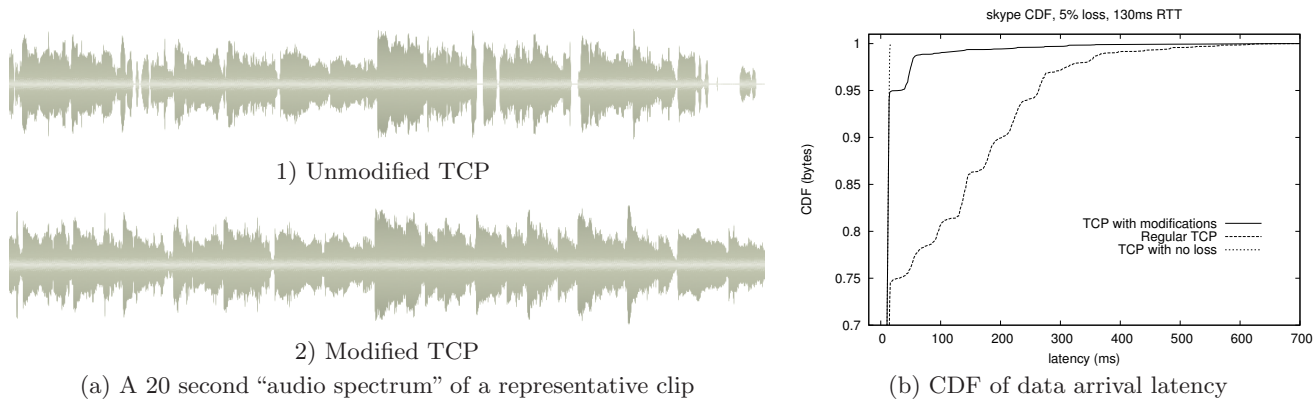 1) Unmodified TCP
2) Modified TCP
(a) A 20 second “audio spectrum” of a representative clip
skype CDF, 5% loss, 130ms RTT
CDF (bytes)
1
0.95
0.9
0.85
0.8
0.75
0.7
TCP with modifications
Regular TCP
TCP with no loss
0 100 200 300 400 500 600 700
latency (ms)
(b) CDF of data arrival latency